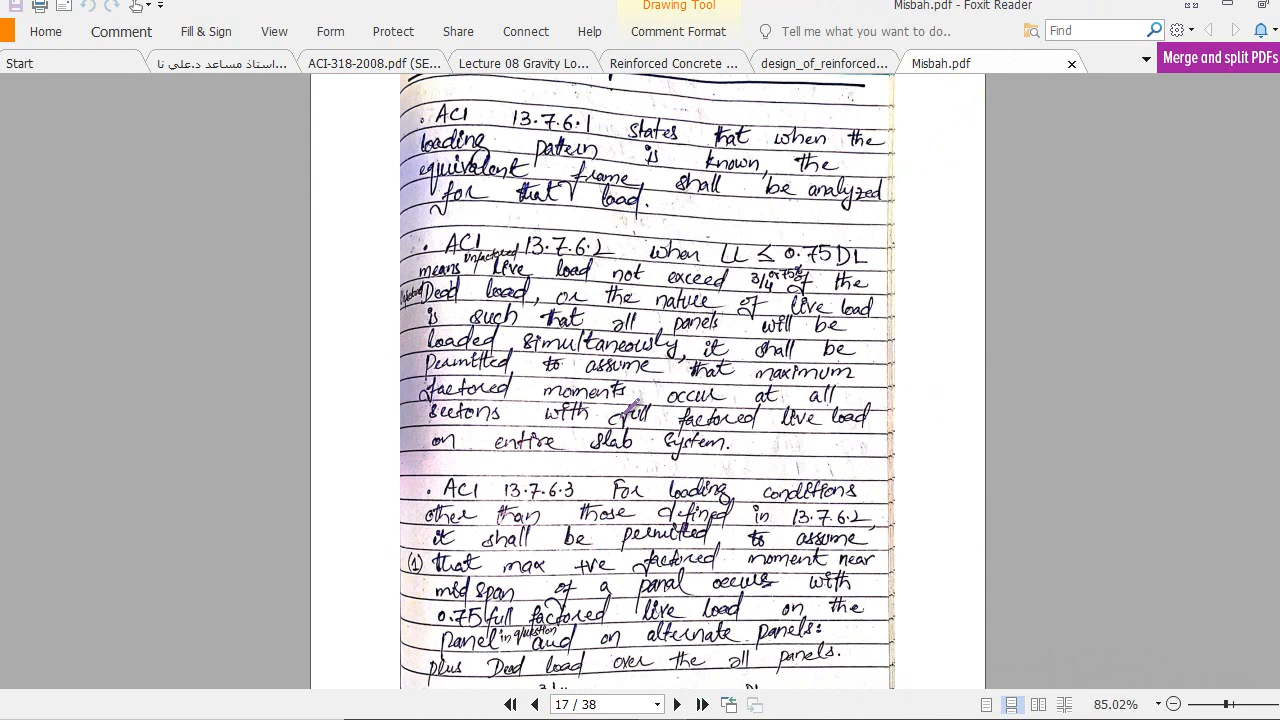 Drawing Tool
Misbah.pdf - Foxit Reader
Home Comment Fill & Sign View Form Protect Share Connect Help Comment Format Tell me what you want to do.. Find
Start استاذ مساعد د.علي نا... ACI-318-2008.pdf (SE... Lecture 08 Gravity Lo... Reinforced Concrete ... design_of_reinforced... Misbah.pdf Merge and split PDFs
. ACI 13.7.6.1 states that when the
loading pattern is known, the
equivalent frame shall be analyzed
for that load.
. ACI 13.7.6.2 when LL ≤ 0.75 DL
means unfactored live load not exceed 3/4 or 75% of the
Dead load, or the nature of live load
is such that all panels will be
loaded simultaneously, it shall be
permitted to assume that maximum
factored moments occur at all
sectons with full factored live load
on entire slab system.
. ACI 13.7.6.3 For loading conditions
other than those defined in 13.7.6.2,
it shall be permitted to assume
(1) that max +ve factored moment near
midspan of a panal occurs with
0.75 full factored live load on the
panel in question and on alternate panels:
plus Dead load over the all panels.
17 / 38 85.02%